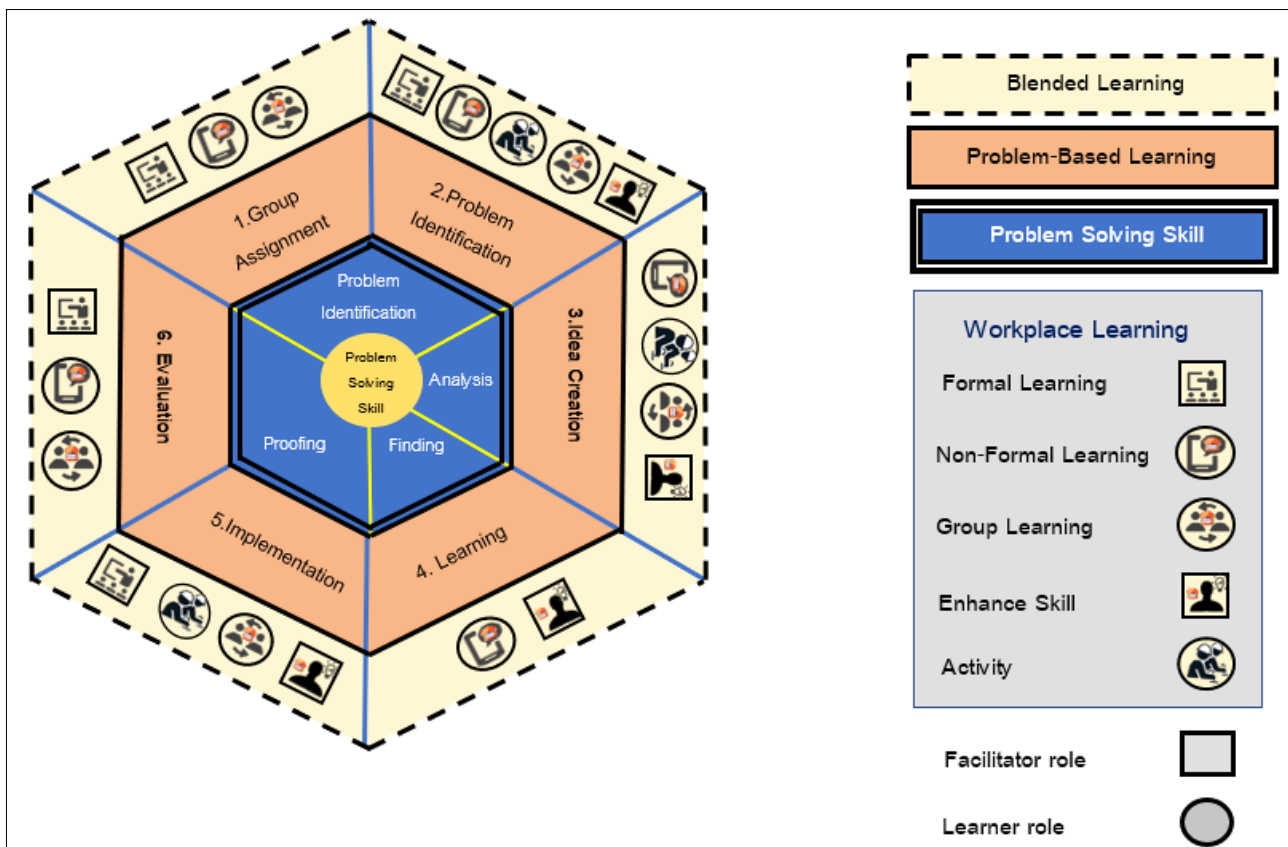 1.Group
Assignment
2.Problem
Identification
3.Idea Creation
4. Learning
5.Implementation
6. Evaluation
Problem
Identification
Analysis
Finding
Proofing
Problem
Solving
Skill
Blended Learning
Problem-Based Learning
Problem Solving Skill
Workplace Learning
Formal Learning
Non-Formal Learning
Group Learning
Enhance Skill
Activity
Facilitator role
Learner role